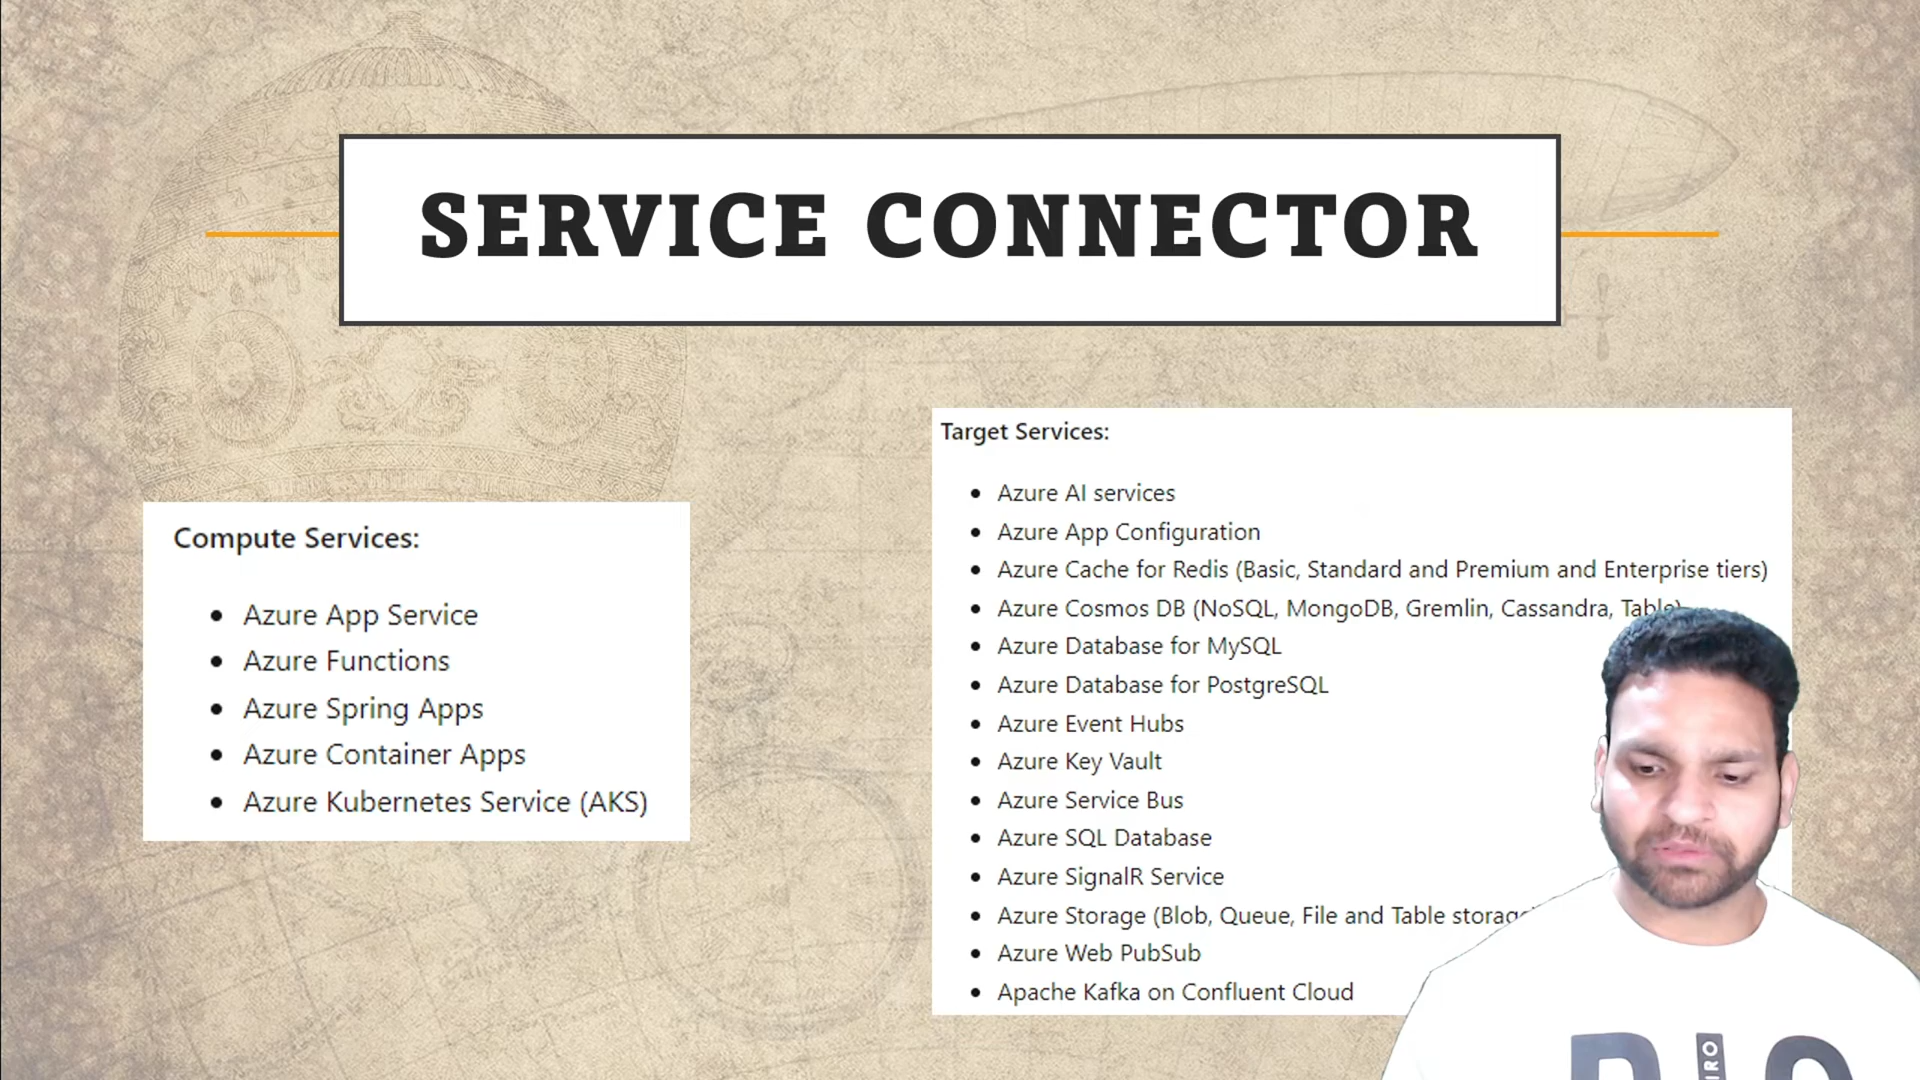 SERVICE CONNECTOR
Compute Services:
• Azure App Service
• Azure Functions
• Azure Spring Apps
• Azure Container Apps
• Azure Kubernetes Service (AKS)
Target Services:
• Azure AI services
• Azure App Configuration
• Azure Cache for Redis (Basic, Standard and Premium and Enterprise tiers)
• Azure Cosmos DB (NoSQL, MongoDB, Gremlin, Cassandra, Table)
• Azure Database for MySQL
• Azure Database for PostgreSQL
• Azure Event Hubs
• Azure Key Vault
• Azure Service Bus
• Azure SQL Database
• Azure SignalR Service
• Azure Storage (Blob, Queue, File and Table storage
• Azure Web PubSub
• Apache Kafka on Confluent Cloud